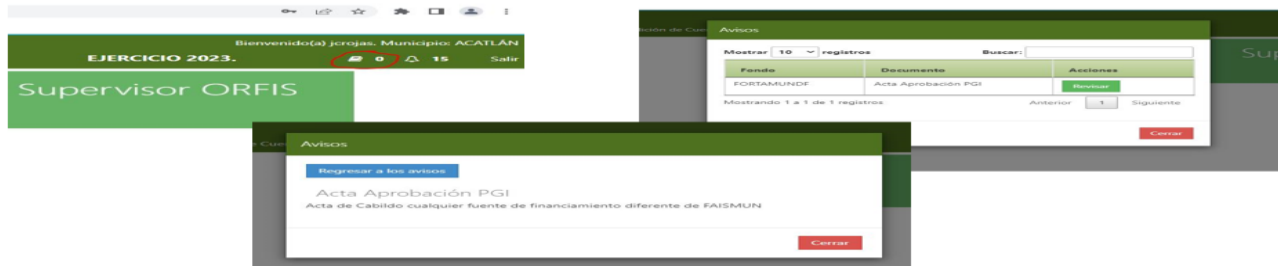 Bienvenido(a) jcrojas. Municipio: ACATLÁN
EJERCICIO 2023. 0 15 Salir
Supervisor ORFIS
Avisos
Mostrar 10 registros Buscar:
Fondo Documento Acciones
FORTAMUNDF Acta Aprobación PGI Revisar
Mostrando 1 a 1 de 1 registros Anterior 1 Siguiente
Cerrar
Sup
Avisos
Regresar a los avisos
Acta Aprobación PGI
Acta de Cabildo cualquier fuente de financiamiento diferente de FAISMUN
Cerrar